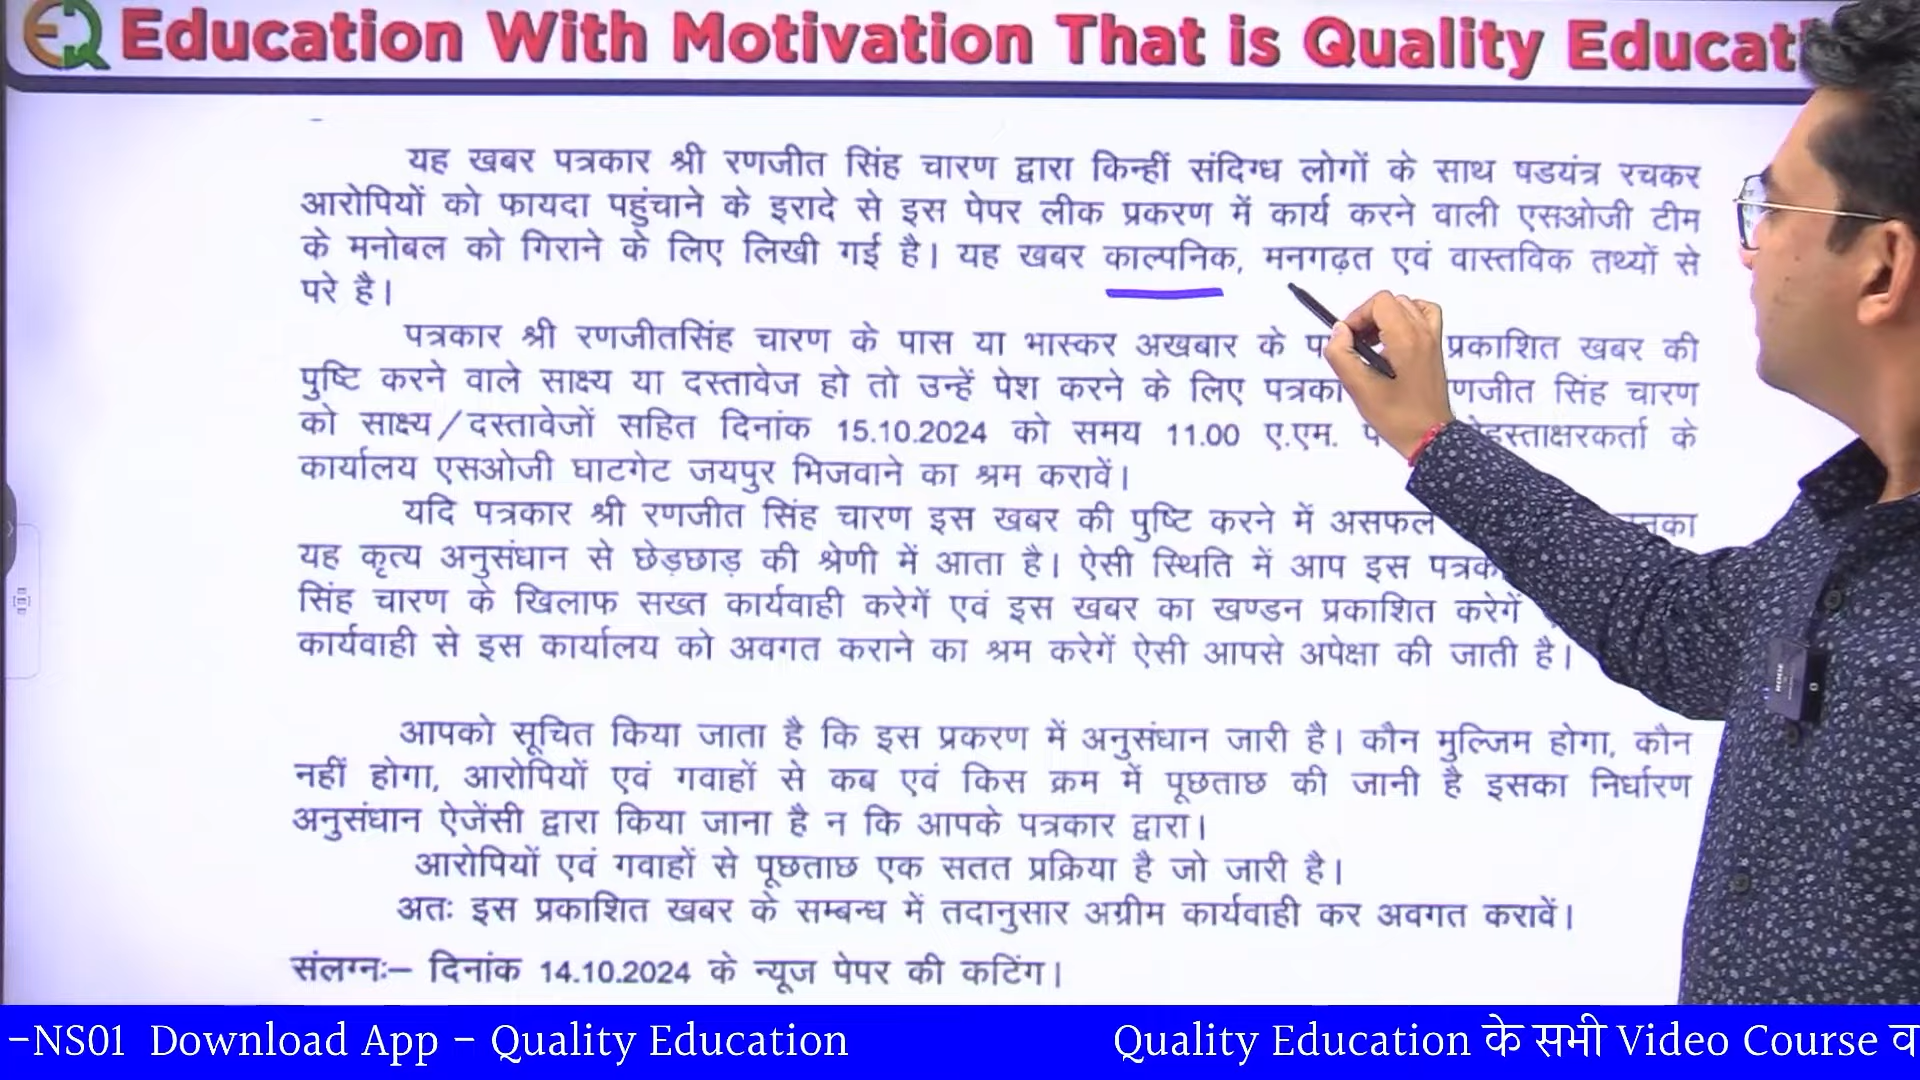 EQ Education With Motivation That is Quality Educati
यह खबर पत्रकार श्री रणजीत सिंह चारण द्वारा किन्हीं संदिग्ध लोगों के साथ षडयंत्र रचकर
आरोपियों को फायदा पहुंचाने के इरादे से इस पेपर लीक प्रकरण में कार्य करने वाली एसओजी टीम
के मनोबल को गिराने के लिए लिखी गई है। यह खबर काल्पनिक, मनगढ़त एवं वास्तविक तथ्यों से
परे है।
पत्रकार श्री रणजीतसिंह चारण के पास या भास्कर अखबार के प्रकाशित खबर की
पुष्टि करने वाले साक्ष्य या दस्तावेज हो तो उन्हें पेश करने के लिए सिंह चारण
को साक्ष्य/दस्तावेजों सहित दिनांक 15.10.2024 को समय 11.00 ए.एम. के
कार्यालय एसओजी घाटगेट जयपुर भिजवाने का श्रम करावें।
यदि पत्रकार श्री रणजीत सिंह चारण इस खबर की पुष्टि करने में असफल
यह कृत्य अनुसंधान से छेड़छाड़ की श्रेणी में आता है। ऐसी स्थिति में आप इस
सिंह चारण के खिलाफ सख्त कार्यवाही करेगें एवं इस खबर का खण्डन प्रकाशित करेगें
कार्यवाही से इस कार्यालय को अवगत कराने का श्रम करेगें ऐसी आपसे अपेक्षा की जाती है।
आपको सूचित किया जाता है कि इस प्रकरण में अनुसंधान जारी है। कौन मुल्जिम होगा, कौन
नहीं होगा, आरोपियों एवं गवाहों से कब एवं किस क्रम में पूछताछ की जानी है इसका निर्धारण
अनुसंधान ऐजेंसी द्वारा किया जाना है न कि आपके पत्रकार द्वारा।
आरोपियों एवं गवाहों से पूछताछ एक सतत प्रक्रिया है जो जारी है।
अतः इस प्रकाशित खबर के सम्बन्ध में तदानुसार अग्रीम कार्यवाही कर अवगत करावें।
संलग्नः– दिनांक 14.10.2024 के न्यूज पेपर की कटिंग।
-NS01 Download App - Quality Education Quality Education के सभी Video Course व